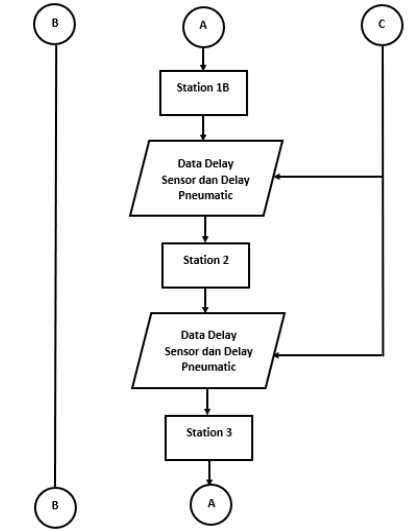 B
A
C
Station 1B
Data Delay
Sensor dan Delay
Pneumatic
Station 2
Data Delay
Sensor dan Delay
Pneumatic
Station 3
B
A